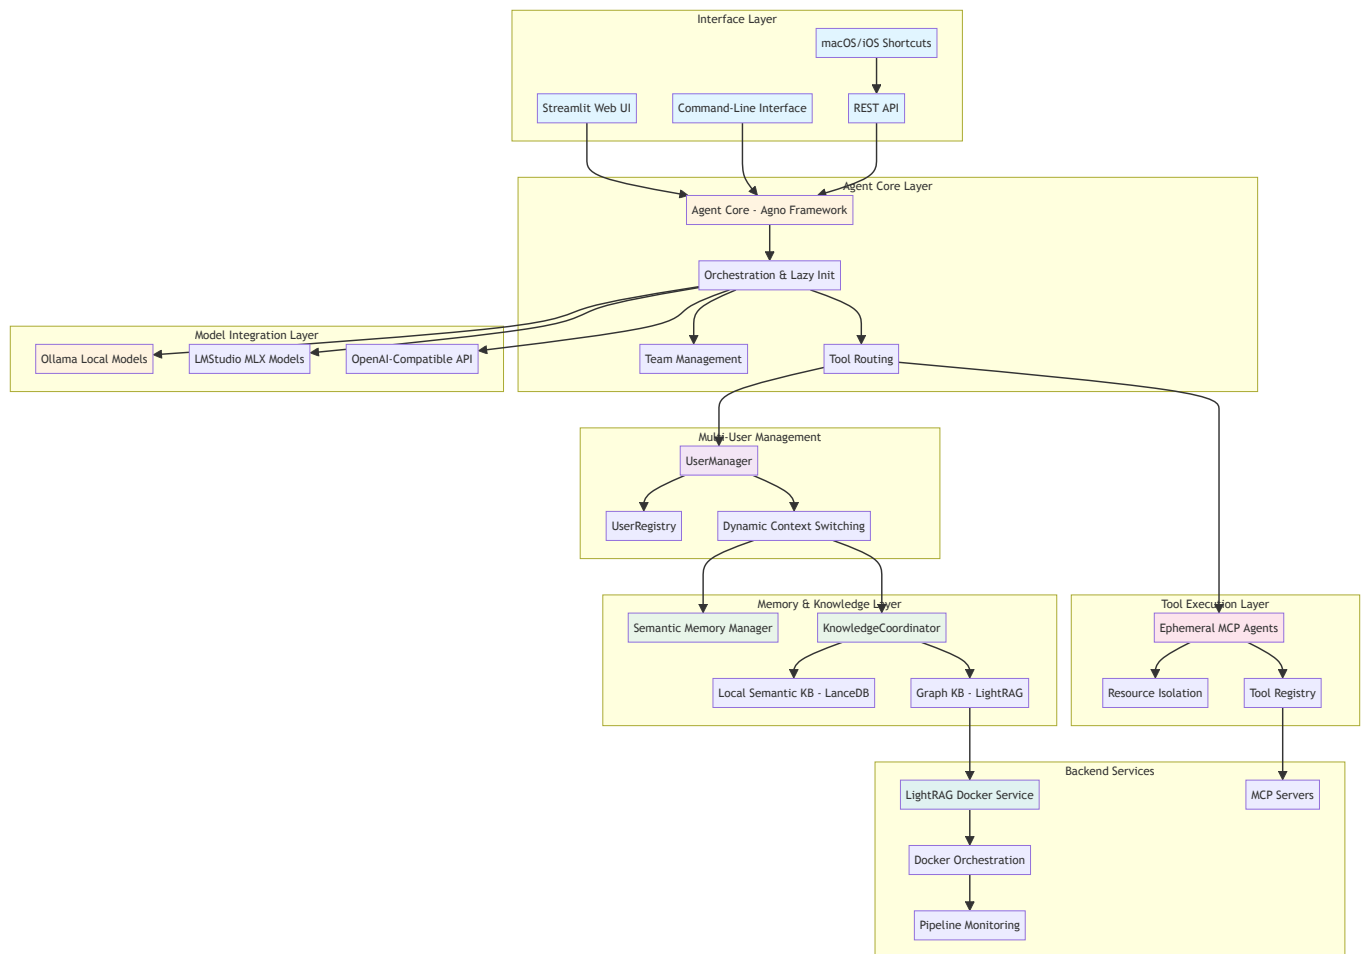 Interface Layer
macOS/iOS Shortcuts
Streamlit Web UI
Command-Line Interface
REST API
Agent Core Layer
Agent Core - Agno Framework
Orchestration & Lazy Init
Model Integration Layer
Ollama Local Models
LMStudio MLX Models
OpenAI-Compatible API
Team Management
Tool Routing
Multi-User Management
UserManager
UserRegistry
Dynamic Context Switching
Memory & Knowledge Layer
Semantic Memory Manager
KnowledgeCoordinator
Local Semantic KB - LanceDB
Graph KB - LightRAG
Tool Execution Layer
Ephemeral MCP Agents
Resource Isolation
Tool Registry
Backend Services
LightRAG Docker Service
MCP Servers
Docker Orchestration
Pipeline Monitoring